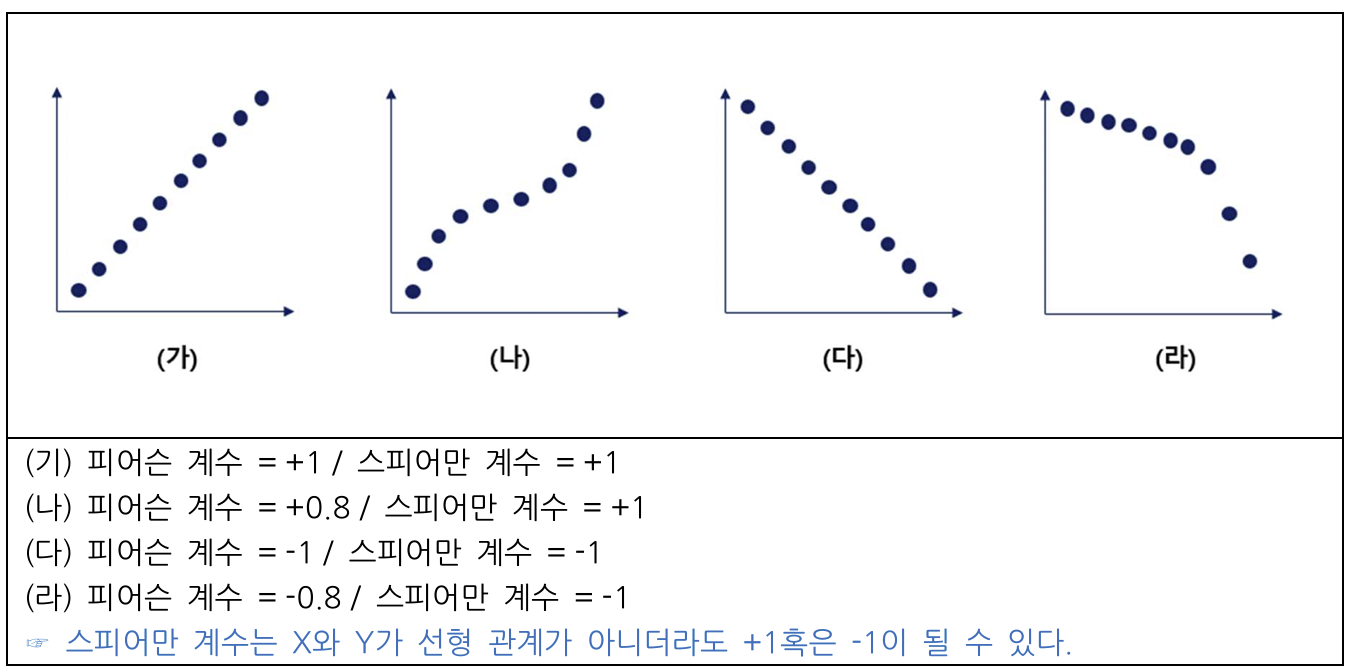 (가) (나) (다) (라)
(기) 피어슨 계수 = +1 / 스피어만 계수 = +1
(나) 피어슨 계수 = +0.8 / 스피어만 계수 = +1
(다) 피어슨 계수 = -1 / 스피어만 계수 = -1
(라) 피어슨 계수 = -0.8 / 스피어만 계수 = -1
☞ 스피어만 계수는 X와 Y가 선형 관계가 아니더라도 +1혹은 -1이 될 수 있다.